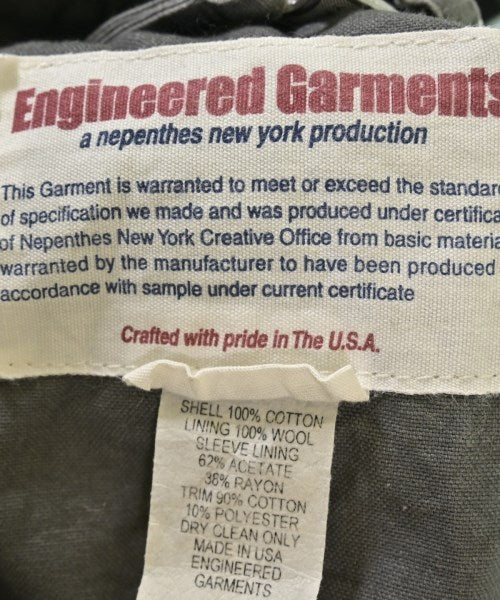 Engineered Garments
a nepenthes new york production
This Garment is warranted to meet or exceed the standar
of specification we made and was produced under certifica
of Nepenthes New York Creative Office from basic materia
warranted by the manufacturer to have been produced
accordance with sample under current certificate
Crafted with pride in The U.S.A.
SHELL 100% COTTON
LINING 100% WOOL
SLEEVE LINING
62% ACETATE
38% RAYON
TRIM 90% COTTON
10% POLYESTER
DRY CLEAN ONLY
MADE IN USA
ENGINEERED
GARMENTS